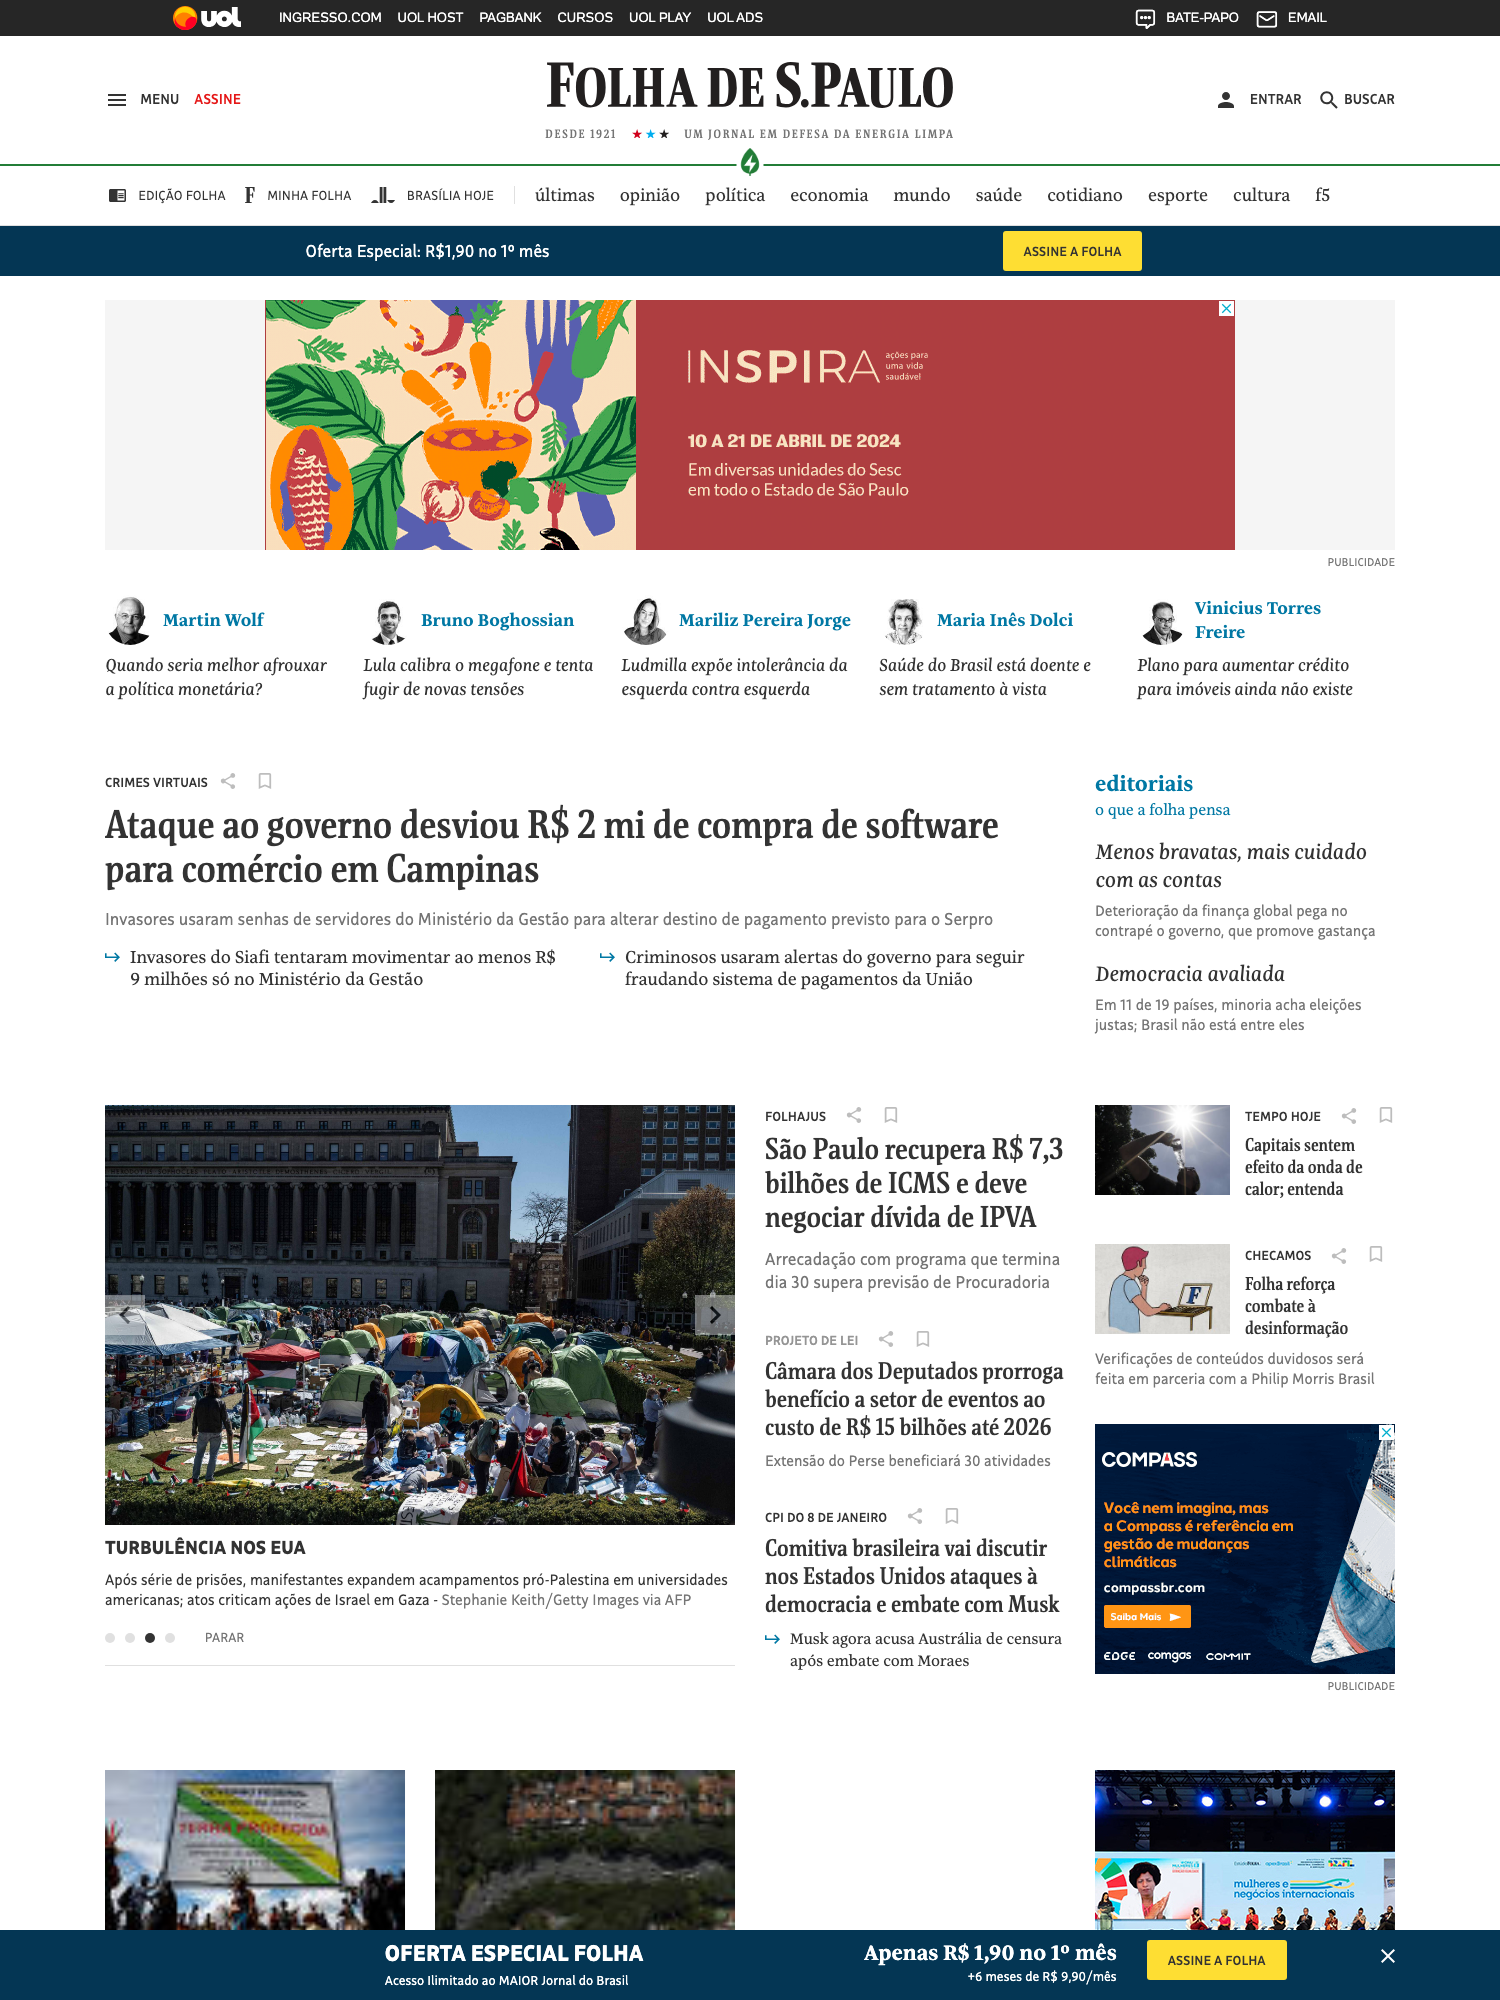 uol INGRESSO.COM UOL HOST PAGBANK CURSOS UOL PLAY UOL ADS BATE-PAPO EMAIL
MENU ASSINE
FOLHA DE S.PAULO
ENTRAR BUSCAR
DESDE 1921 ★★★ UM JORNAL EM DEFESA DA ENERGIA LIMPA
EDIÇÃO FOLHA F MINHA FOLHA BRASÍLIA HOJE últimas opinião política economia mundo saúde cotidiano esporte cultura f5
Oferta Especial: R$1,90 no 1º mês ASSINE A FOLHA
INSPIRA
ações para
uma vida
saudável
10 A 21 DE ABRIL DE 2024
Em diversas unidades do Sesc
em todo o Estado de São Paulo
PUBLICIDADE
Martin Wolf
Quando seria melhor afrouxar
a política monetária?
Bruno Boghossian
Lula calibra o megafone e tenta
fugir de novas tensões
Mariliz Pereira Jorge
Ludmilla expõe intolerância da
esquerda contra esquerda
Maria Inês Dolci
Saúde do Brasil está doente e
sem tratamento à vista
Vinicius Torres
Freire
Plano para aumentar crédito
para imóveis ainda não existe
CRIMES VIRTUAIS
Ataque ao governo desviou R$ 2 mi de compra de software
para comércio em Campinas
Invasores usaram senhas de servidores do Ministério da Gestão para alterar destino de pagamento previsto para o Serpro
Invasores do Siafi tentaram movimentar ao menos R$
9 milhões só no Ministério da Gestão
Criminosos usaram alertas do governo para seguir
fraudando sistema de pagamentos da União
editoriais
o que a folha pensa
Menos bravatas, mais cuidado
com as contas
Deterioração da finança global pega no
contrapé o governo, que promove gastança
Democracia avaliada
Em 11 de 19 países, minoria acha eleições
justas; Brasil não está entre eles
TURBULÊNCIA NOS EUA
Após série de prisões, manifestantes expandem acampamentos pró-Palestina em universidades
americanas; atos criticam ações de Israel em Gaza - Stephanie Keith/Getty Images via AFP
PARAR
FOLHAJUS
São Paulo recupera R$ 7,3
bilhões de ICMS e deve
negociar dívida de IPVA
Arrecadação com programa que termina
dia 30 supera previsão de Procuradoria
PROJETO DE LEI
Câmara dos Deputados prorroga
benefício a setor de eventos ao
custo de R$ 15 bilhões até 2026
Extensão do Perse beneficiará 30 atividades
CPI DO 8 DE JANEIRO
Comitiva brasileira vai discutir
nos Estados Unidos ataques à
democracia e embate com Musk
Musk agora acusa Austrália de censura
após embate com Moraes
TEMPO HOJE
Capitais sentem
efeito da onda de
calor; entenda
CHECAMOS
F
Folha reforça
combate à
desinformação
Verificações de conteúdos duvidosos será
feita em parceria com a Philip Morris Brasil
COMPASS
Você nem imagina, mas
a Compass é referência em
gestão de mudanças
climáticas
compassbr.com
Saiba Mais
EDGE comgas COMMIT
PUBLICIDADE
TERRA PROTEGIDA
mulheres e
negócios internacionais
OFERTA ESPECIAL FOLHA
Acesso Ilimitado ao MAIOR Jornal do Brasil
Apenas R$ 1,90 no 1º mês
+6 meses de R$ 9,90/mês
ASSINE A FOLHA